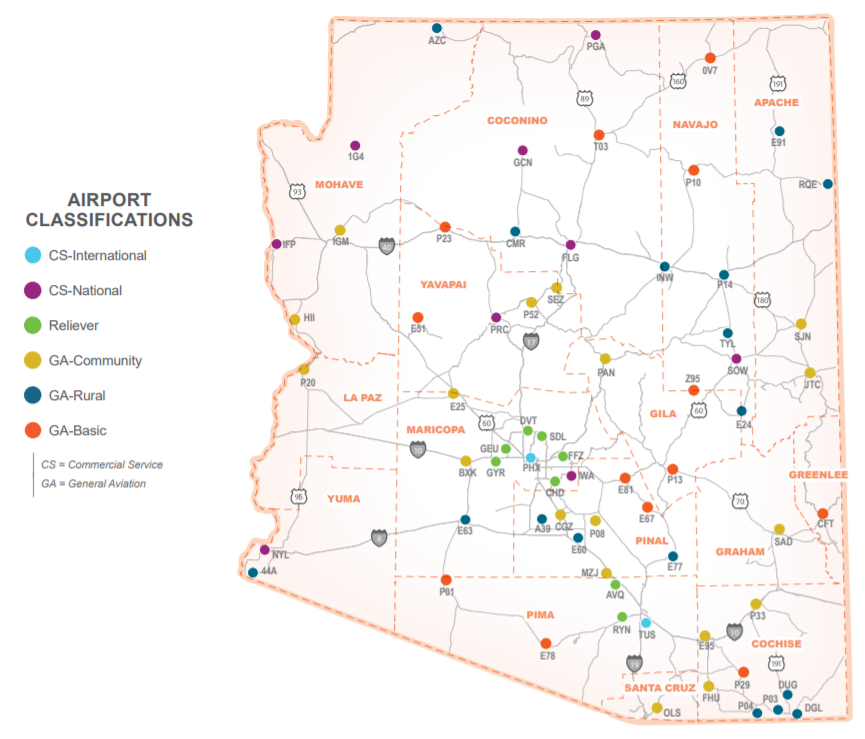 AIRPORT
CLASSIFICATIONS
CS-International
CS-National
Reliever
GA-Community
GA-Rural
GA-Basic
CS = Commercial Service
GA = General Aviation
AZC
PGA
0V7
160
191
89
APACHE
COCONINO
NAVAJO
E91
T03
1G4
GCN
MOHAVE
P10
RQE
93
IGM
P23
CMR
IFP
40
FLG
INW
P14
YAVAPAI
SEZ
180
P52
HII
E51
PRC
SJN
TYL
17
SOW
PAN
P20
JTC
Z95
LA PAZ
E25
60
GILA
60
E24
DVT
MARICOPA
SDL
GEU
10
FFZ
BXK
GYR
PHX
IWA
P13
GREENLEE
CHD
E81
95
YUMA
70
E67
CFT
E63
A39
CGZ
P08
SAD
8
E60
PINAL
NYL
GRAHAM
E77
44A
MZJ
P01
AVQ
P33
PIMA
RYN
TUS
10
E95
COCHISE
E78
19
191
SANTA CRUZ
P29
DUG
FHU
P03
P04
DGL
OLS